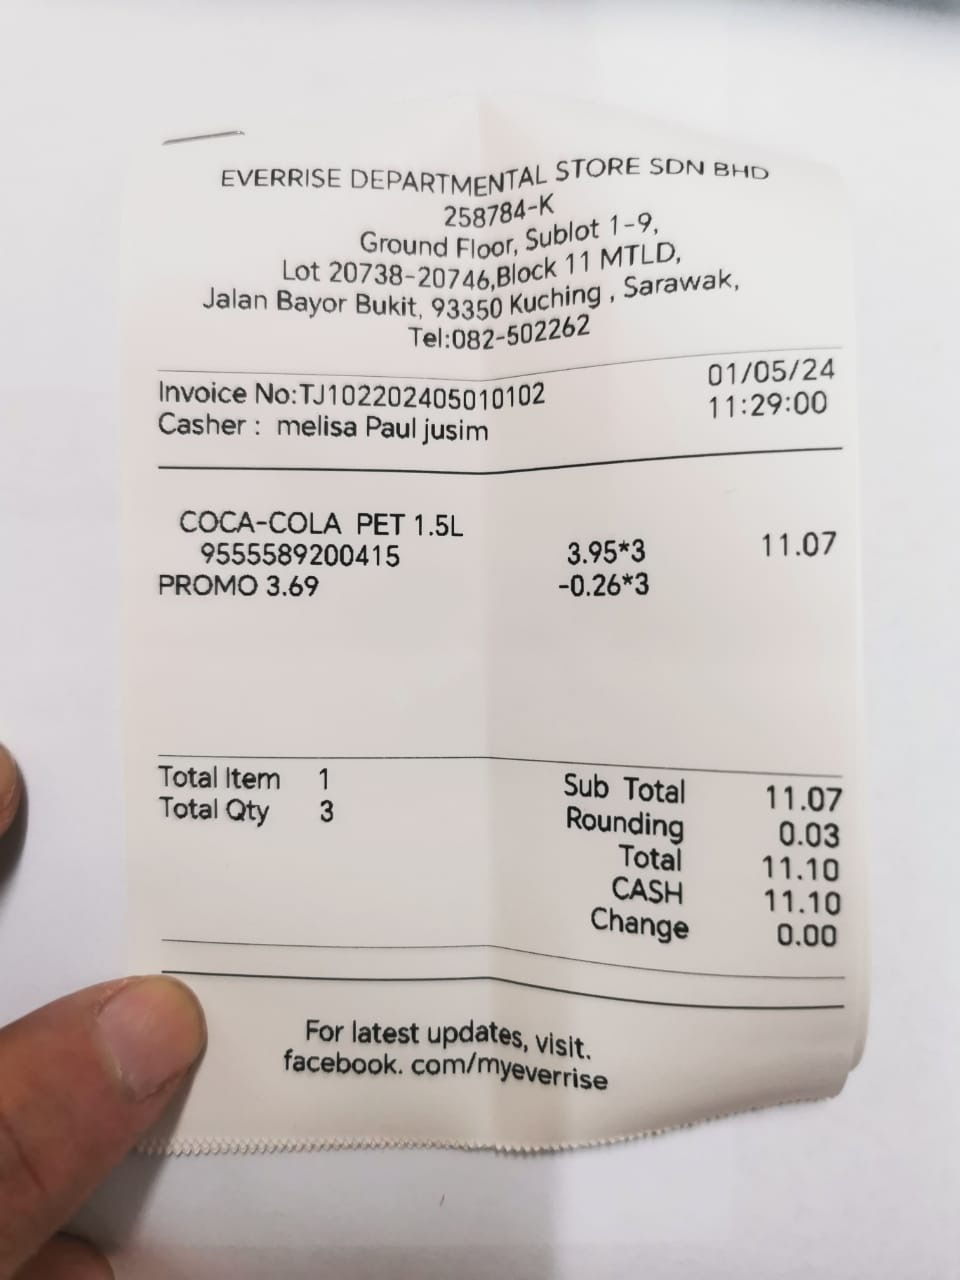 EVERRISE DEPARTMENTAL STORE SDN BHD
258784-K
Ground Floor, Sublot 1-9,
Lot 20738-20746,Block 11 MTLD,
Jalan Bayor Bukit, 93350 Kuching , Sarawak,
Tel:082-502262
Invoice No:TJ102202405010102 01/05/24
Casher : melisa Paul jusim 11:29:00
COCA-COLA PET 1.5L
9555589200415 3.95*3 11.07
PROMO 3.69 -0.26*3
Total Item 1 Sub Total 11.07
Total Qty 3 Rounding 0.03
Total 11.10
CASH 11.10
Change 0.00
For latest updates, visit.
facebook. com/myeverrise